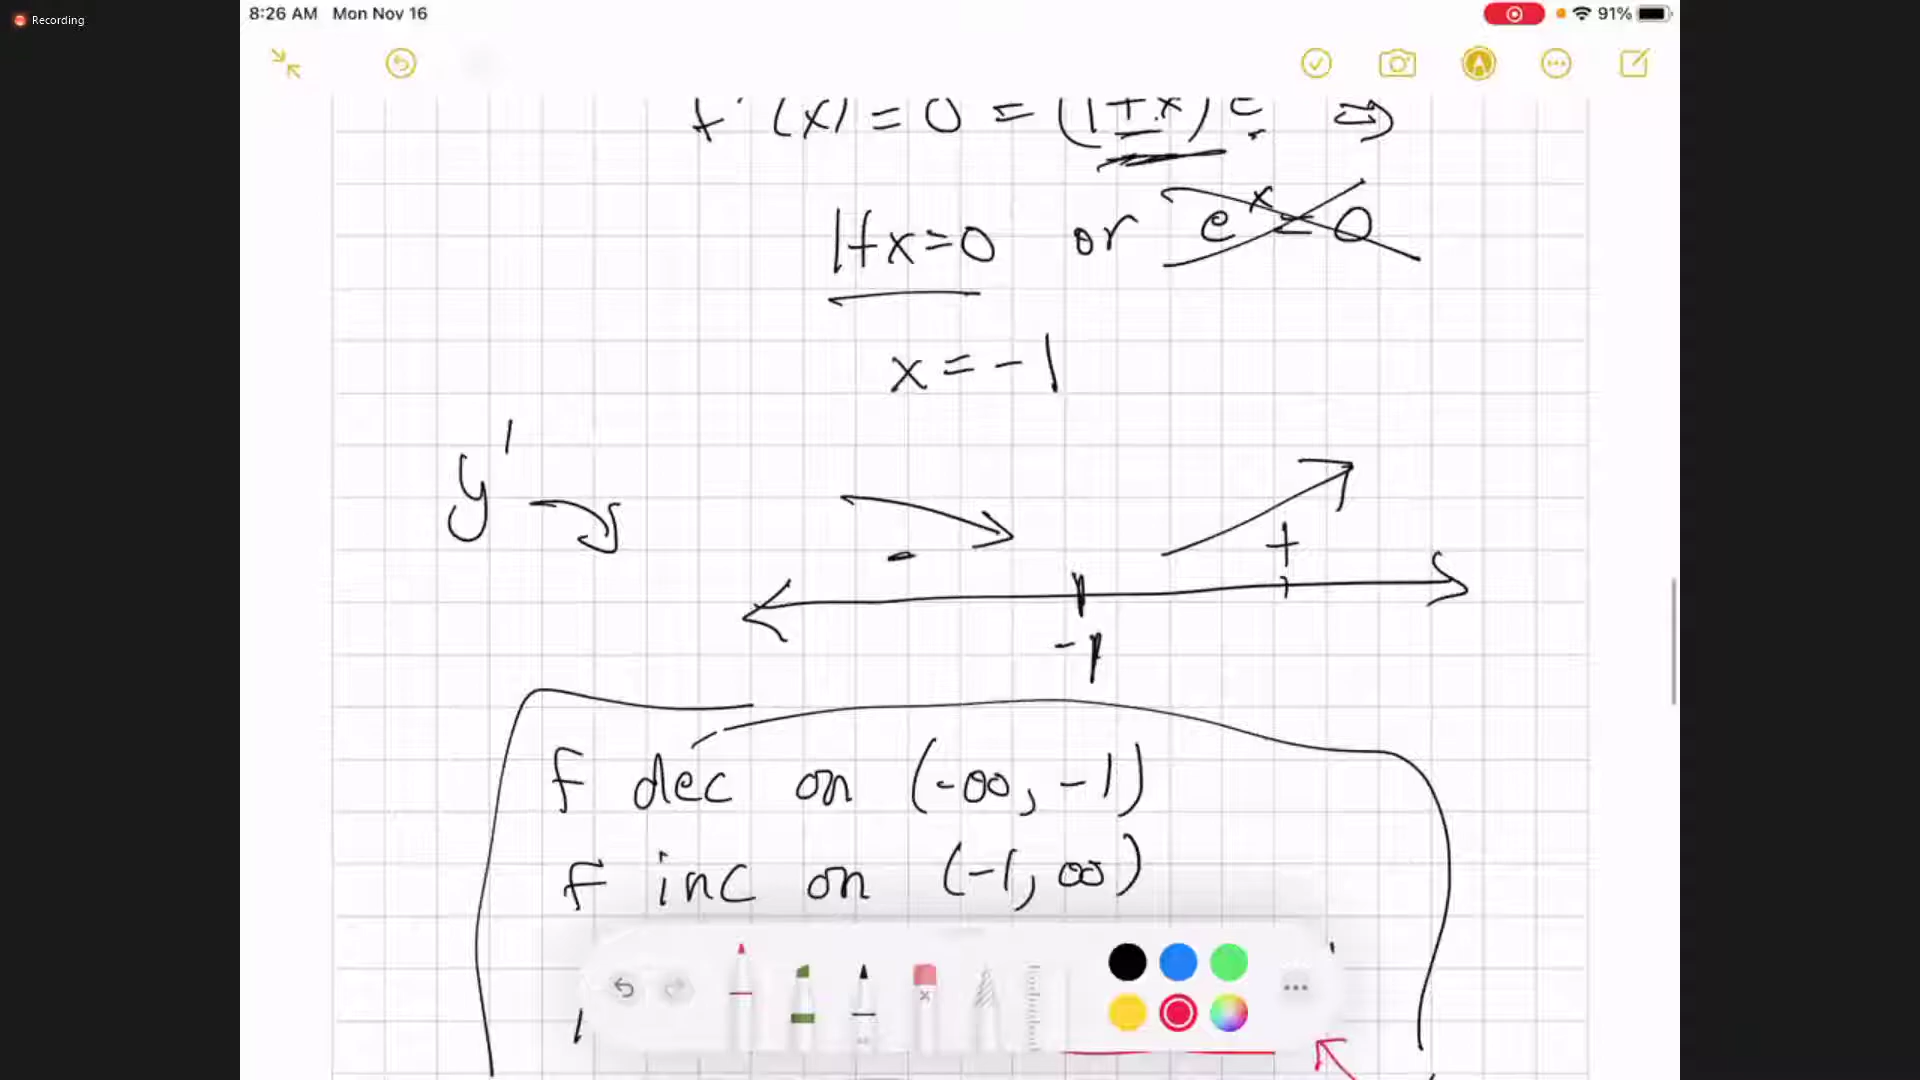 Recording
8:26 AM Mon Nov 16
91%
f'(x) = 0 = (1+x)e ⇒
1+x=0 or e^x=0
x=-1
y'
- +
-1
f dec on (-∞, -1)
f inc on (-1, ∞)